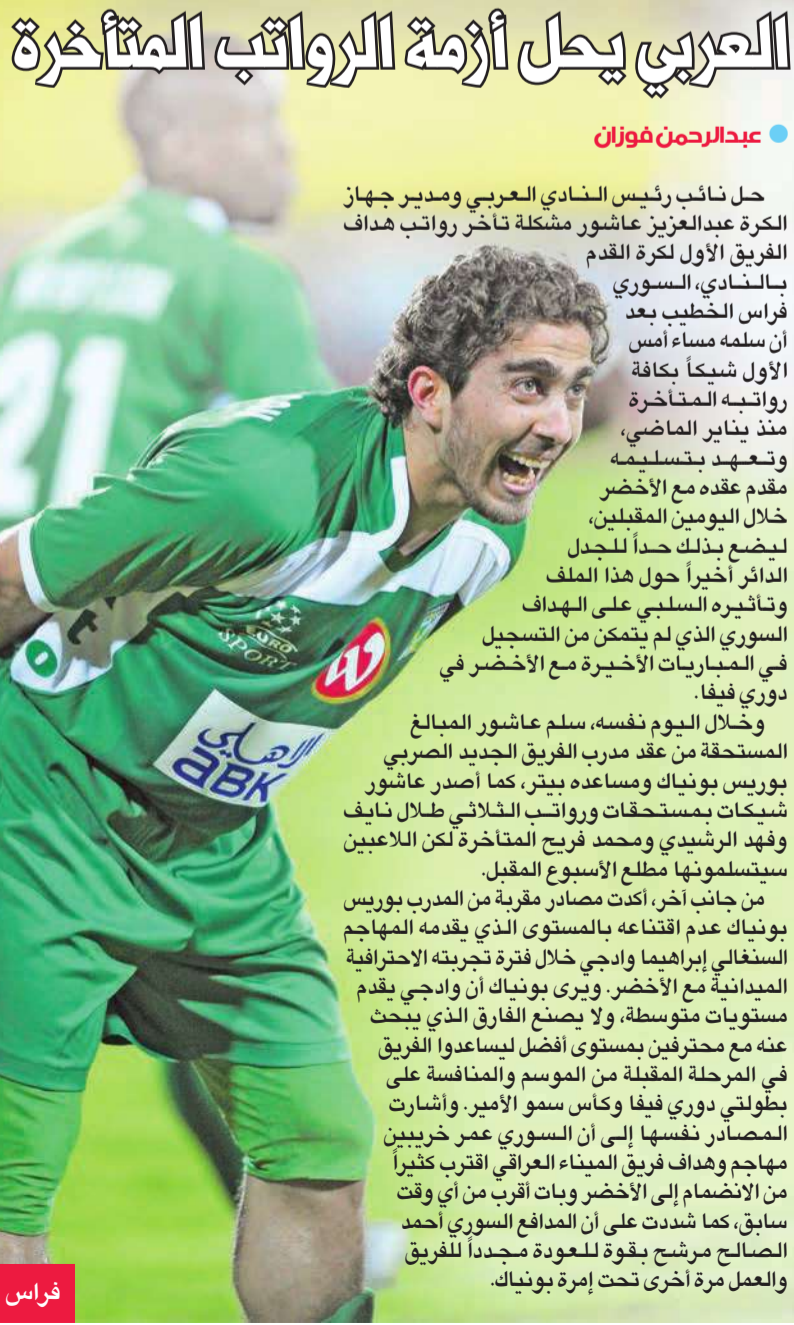 العربي يحل أزمة الرواتب المتأخرة
عبدالرحمن فوزان
حل نائب رئيس النادي العربي ومدير جهاز
الكرة عبدالعزيز عاشور مشكلة تأخر رواتب هداف
الفريق الأول لكرة القدم
بالنادي، السوري
فراس الخطيب بعد
أن سلمه مساء أمس
الأول شيكاً بكافة
رواتبه المتأخرة
منذ يناير الماضي،
وتعهد بتسليمه
مقدم عقده مع الأخضر
خلال اليومين المقبلين،
ليضع بذلك حداً للجدل
الدائر أخيراً حول هذا الملف
وتأثيره السلبي على الهداف
السوري الذي لم يتمكن من التسجيل
في المباريات الأخيرة مع الأخضر في
دوري فيفا.
وخلال اليوم نفسه، سلم عاشور المبالغ
المستحقة من عقد مدرب الفريق الجديد الصربي
بوريس بونياك ومساعده بيتر، كما أصدر عاشور
شيكات بمستحقات ورواتب الثلاثي طلال نايف
وفهد الرشيدي ومحمد فريح المتأخرة لكن اللاعبين
سيتسلمونها مطلع الأسبوع المقبل.
من جانب آخر، أكدت مصادر مقربة من المدرب بوريس
بونياك عدم اقتناعه بالمستوى الذي يقدمه المهاجم
السنغالي إبراهيما وادجي خلال فترة تجربته الاحترافية
الميدانية مع الأخضر. ويرى بونياك أن وادجي يقدم
مستويات متوسطة، ولا يصنع الفارق الذي يبحث
عنه مع محترفين بمستوى أفضل ليساعدوا الفريق
في المرحلة المقبلة من الموسم والمنافسة على
بطولتي دوري فيفا وكأس سمو الأمير. وأشارت
المصادر نفسها إلى أن السوري عمر خريبين
مهاجم وهداف فريق الميناء العراقي اقترب كثيراً
من الانضمام إلى الأخضر وبات أقرب من أي وقت
سابق، كما شددت على أن المدافع السوري أحمد
الصالح مرشح بقوة للعودة مجدداً للفريق
والعمل مرة أخرى تحت إمرة بونياك.
21
EURO
SPORT
الاهلي
ABK
فراس